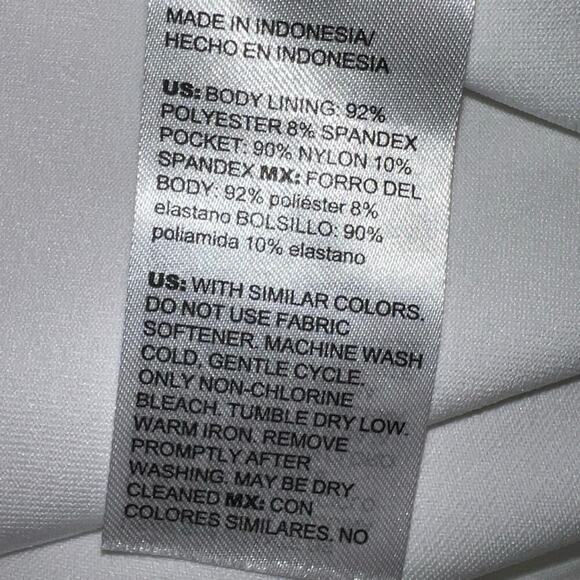 MADE IN INDONESIA/
HECHO EN INDONESIA
US: BODY LINING: 92%
POLYESTER 8% SPANDEX
POCKET: 90% NYLON 10%
SPANDEX MX: FORRO DEL
BODY: 92% poliéster 8%
elastano BOLSILLO: 90%
poliamida 10% elastano
US: WITH SIMILAR COLORS.
DO NOT USE FABRIC
SOFTENER. MACHINE WASH
COLD, GENTLE CYCLE.
ONLY NON-CHLORINE
BLEACH. TUMBLE DRY LOW.
WARM IRON. REMOVE
PROMPTLY AFTER
WASHING. MAY BE DRY
CLEANED MX: CON
COLORES SIMILARES. NO